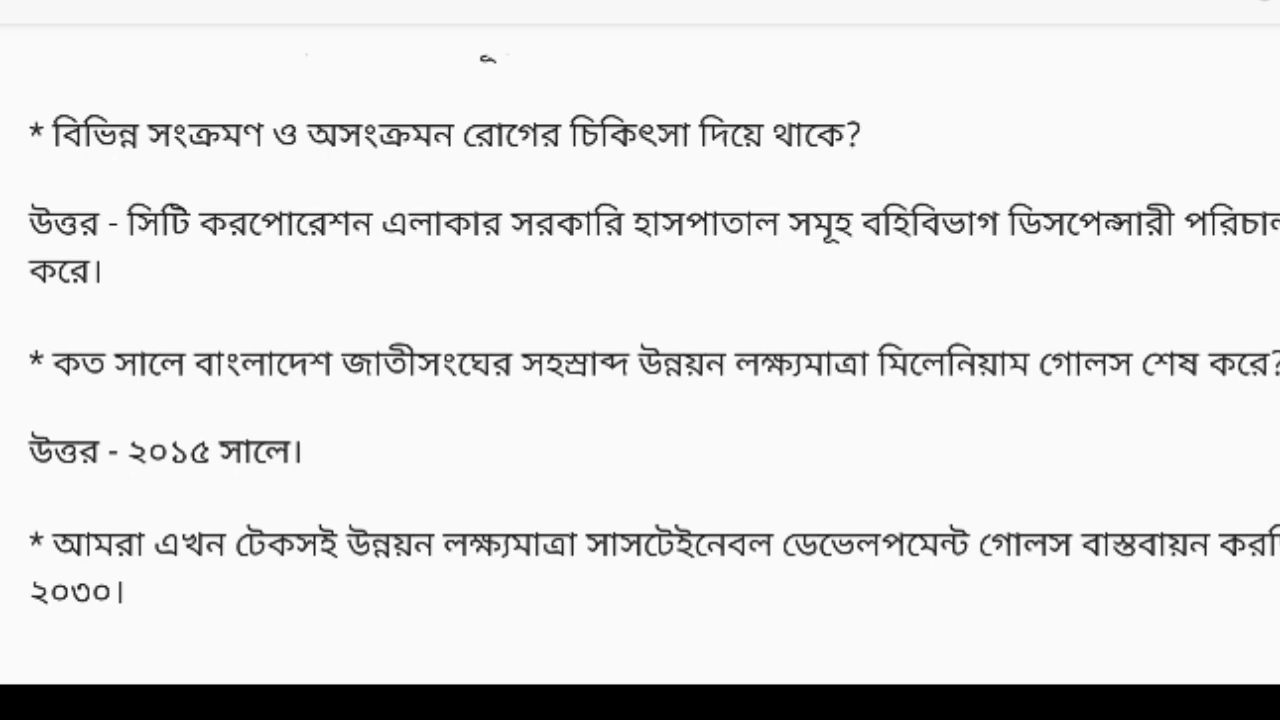 * বিভিন্ন সংক্রমণ ও অসংক্রমন রোগের চিকিৎসা দিয়ে থাকে?
উত্তর - সিটি করপোরেশন এলাকার সরকারি হাসপাতাল সমূহ বহিবিভাগ ডিসপেন্সারী
করে।
* কত সালে বাংলাদেশ জাতীসংঘের সহস্রাব্দ উন্নয়ন লক্ষ্যমাত্রা মিলেনিয়াম গোলস শেষ করে?
উত্তর - ২০১৫ সালে।
* আমরা এখন টেকসই উন্নয়ন লক্ষ্যমাত্রা সাসটেইনেবল ডেভেলপমেন্ট গোলস বাস্তবায়ন
২০৩০।